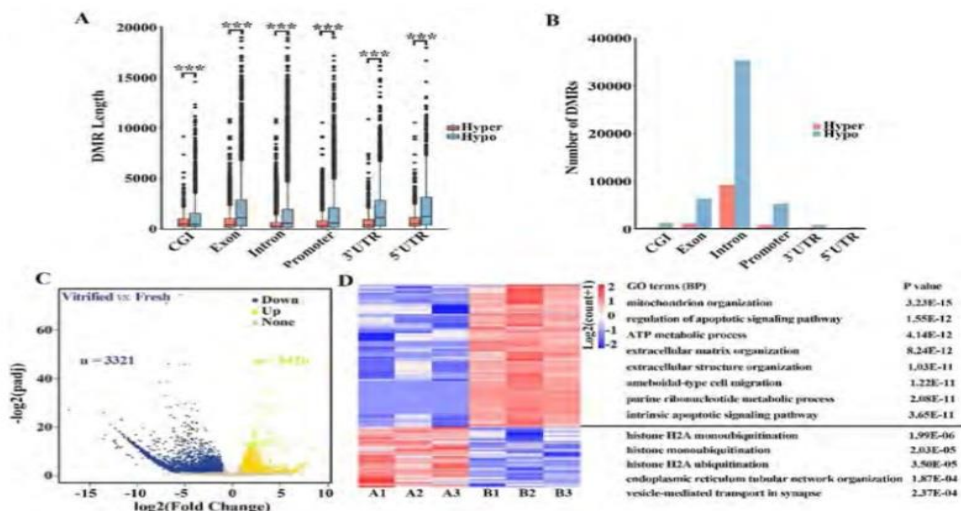 A
DMR Length
20000
15000
10000
5000
0
***
***
***
***
***
***
Hyper
Hypo
CGI
Exon
Intron
Promoter
3' UTR
5' UTR
B
Number of DMRs
40000
30000
20000
10000
0
Hyper
Hypo
CGI
Exon
Intron
Promoter
3' UTR
5' UTR
C
Vitrified vs Fresh
Down
Up
None
n = 3321
-log2(padj)
60
40
20
0
-15
-10
-5
0
5
10
log2(Fold Change)
D
Log2(count+1)
2
1
0
-1
-2
A1 A2 A3 B1 B2 B3
GO terms (BP) P value
mitochondrion organization 3.23E-15
regulation of apoptotic signaling pathway 1.55E-12
ATP metabolic process 4.14E-12
extracellular matrix organization 8.24E-12
extracellular structure organization 1.03E-11
ameboidal-type cell migration 1.22E-11
purine ribonucleotide metabolic process 2.08E-11
intrinsic apoptotic signaling pathway 3.65E-11
histone H2A monoubiquitination 1.99E-06
histone monoubiquitination 2.03E-05
histone H2A ubiquitination 3.50E-05
endoplasmic reticulum tubular network organization 1.87E-04
vesicle-mediated transport in synapse 2.37E-04